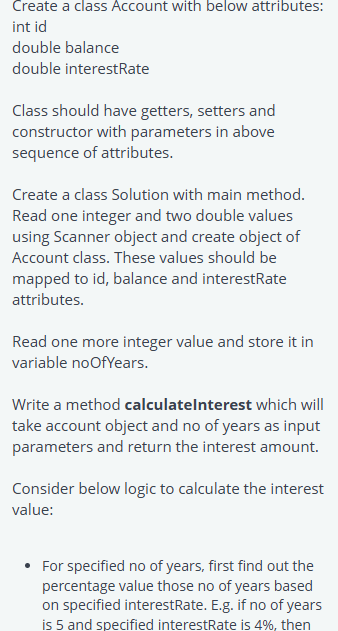 Create a class Account with below attributes:
int id
double balance
double interestRate
Class should have getters, setters and
constructor with parameters in above
sequence of attributes.
Create a class Solution with main method.
Read one integer and two double values
using Scanner object and create object of
Account class. These values should be
mapped to id, balance and interestRate
attributes.
Read one more integer value and store it in
variable noOfYears.
Write a method calculateInterest which will
take account object and no of years as input
parameters and return the interest amount.
Consider below logic to calculate the interest
value:
• For specified no of years, first find out the
percentage value those no of years based
on specified interestRate. E.g. if no of years
is 5 and specified interestRate is 4%, then